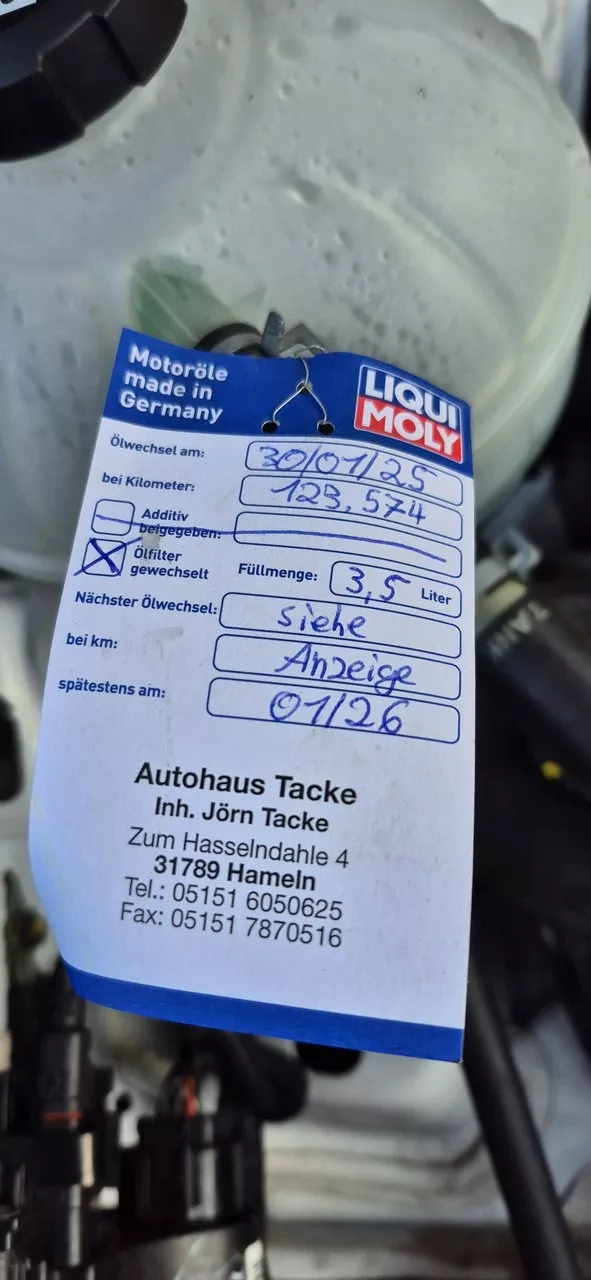 Motoröle
made in
Germany
LIQUI
MOLY
Ölwechsel am: 30/01/25
bei Kilometer: 123.574
Additiv
beigegeben:
Ölfilter
gewechselt
Füllmenge: 3,5 Liter
Nächster Ölwechsel: siehe
bei km: Anzeige
spätestens am: 01/26
Autohaus Tacke
Inh. Jörn Tacke
Zum Hasselndahle 4
31789 Hameln
Tel.: 05151 6050625
Fax: 05151 7870516